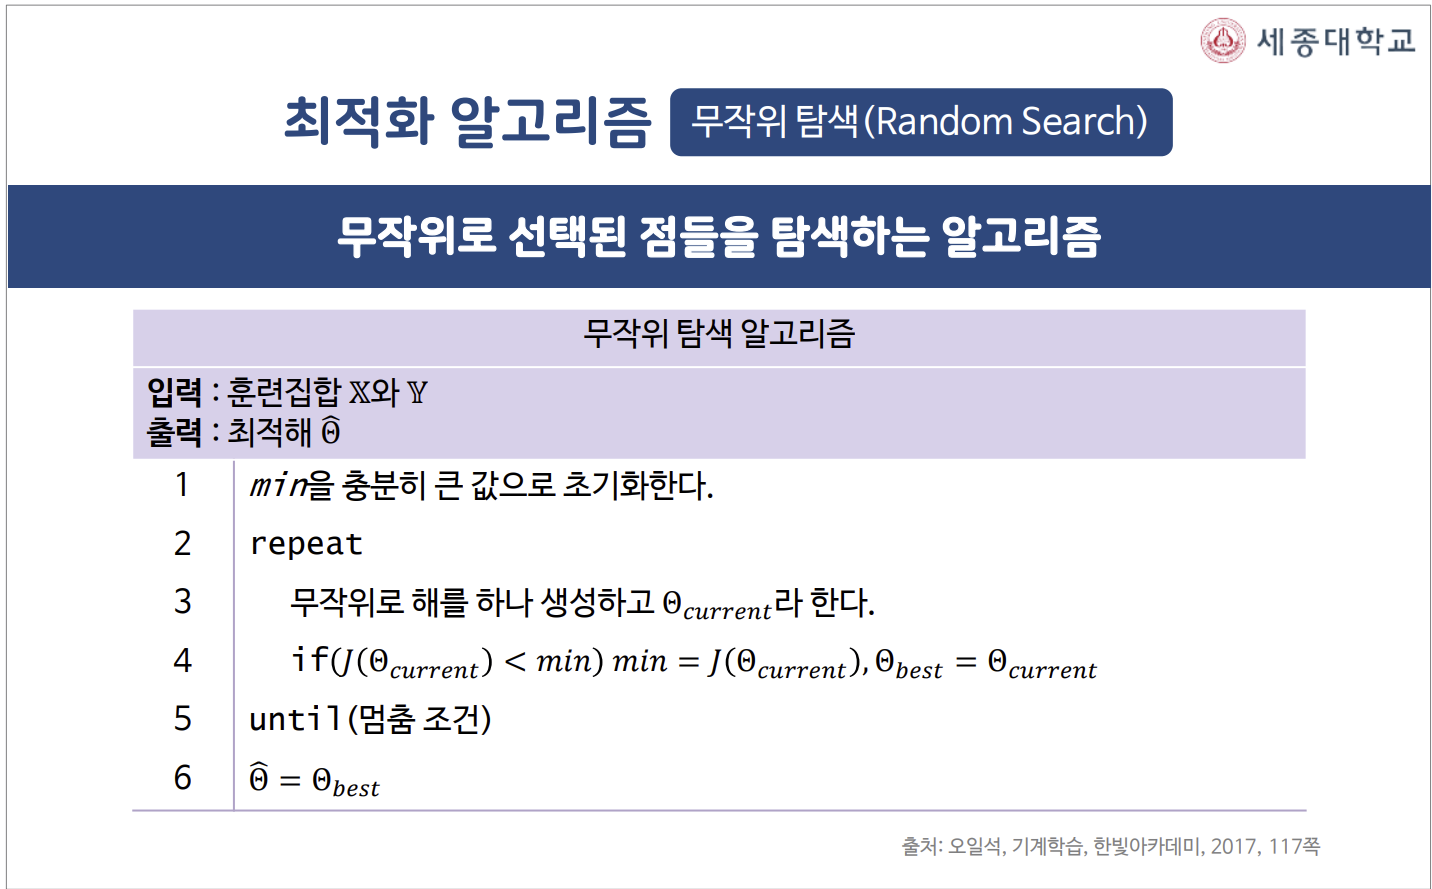 세종대학교
최적화 알고리즘 무작위 탐색(Random Search)
무작위로 선택된 점들을 탐색하는 알고리즘
무작위 탐색 알고리즘
입력 : 훈련집합 𝕏와 𝕐
출력 : 최적해 Θ̂
1 min을 충분히 큰 값으로 초기화한다.
2 repeat
3 무작위로 해를 하나 생성하고 Θ_current라 한다.
4 if(J(Θ_current) < min) min = J(Θ_current), Θ_best = Θ_current
5 until(멈춤 조건)
6 Θ̂ = Θ_best
출처: 오일석, 기계학습, 한빛아카데미, 2017, 117쪽